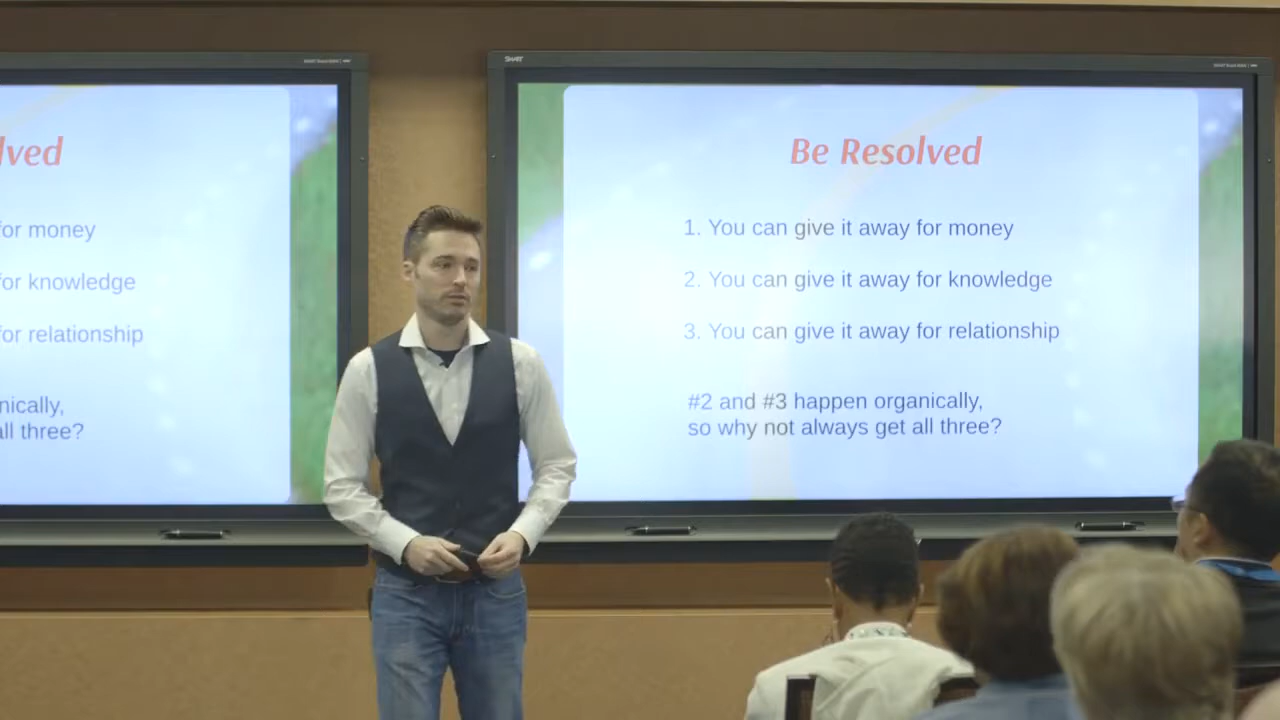 SMART
lved
for money
for knowledge
for relationship
nically,
all three?
Be Resolved
1. You can give it away for money
2. You can give it away for knowledge
3. You can give it away for relationship
#2 and #3 happen organically,
so why not always get all three?